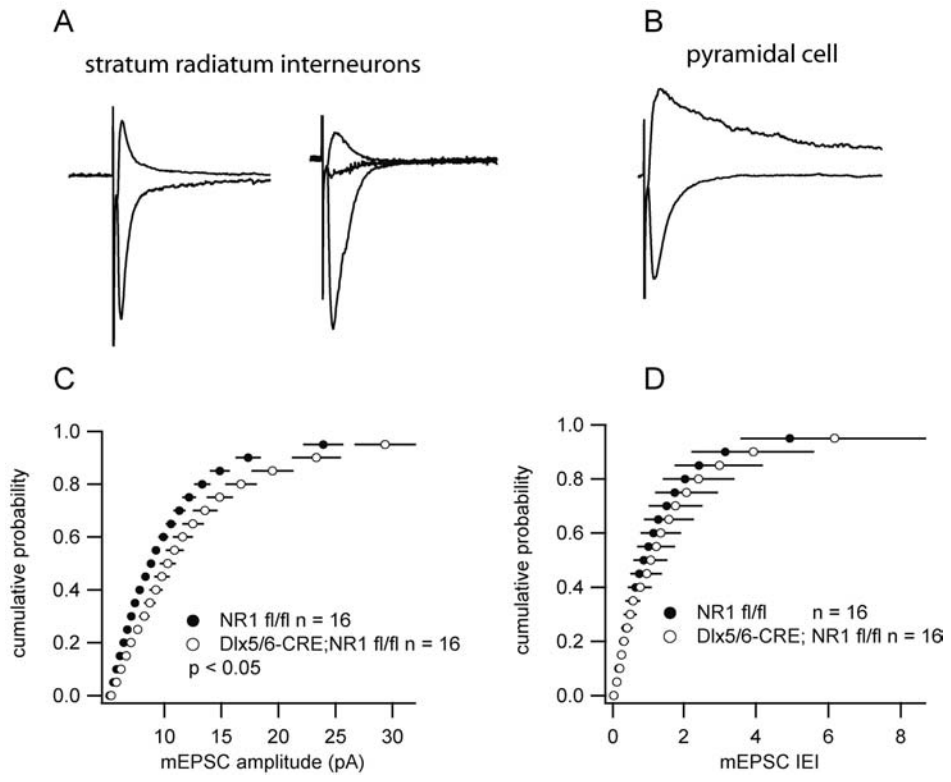 A
B
stratum radiatum interneurons
pyramidal cell
C
D
1.0
0.8
0.6
0.4
0.2
0.0
cumulative probability
NR1 fl/fl n = 16
Dlx5/6-CRE;NR1 fl/fl n = 16
p < 0.05
10
15
20
25
30
mEPSC amplitude (pA)
1.0
0.8
0.6
0.4
0.2
0.0
cumulative probability
NR1 fl/fl n = 16
Dlx5/6-CRE; NR1 fl/fl n = 16
0
2
4
6
8
mEPSC IEI